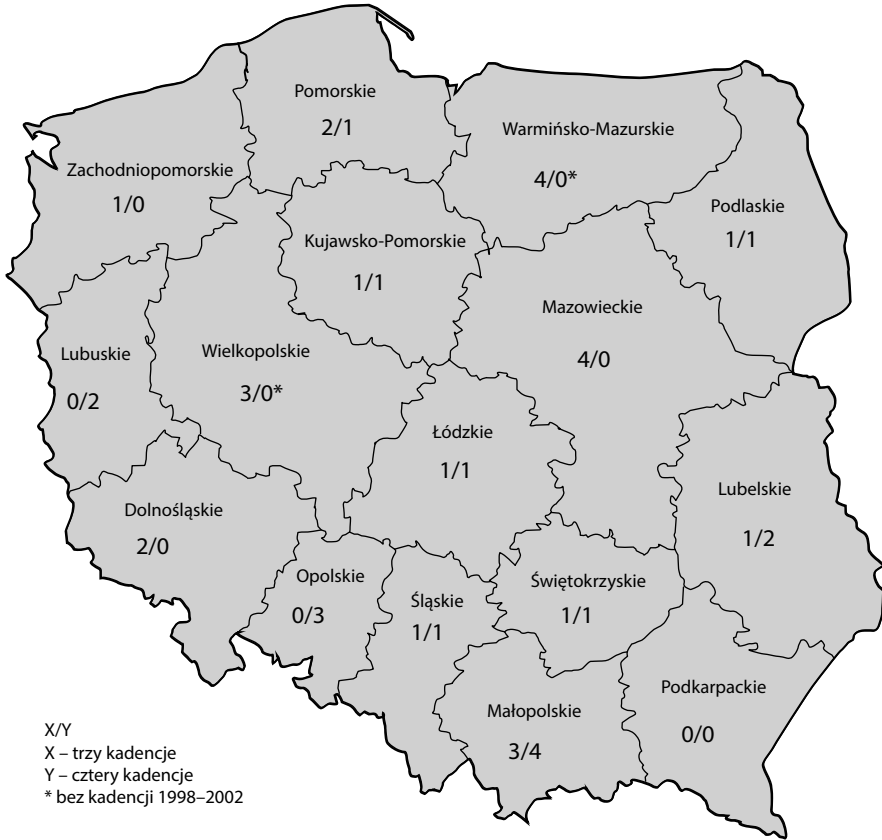 Pomorskie
2/1
Warmińsko-Mazurskie
4/0*
Zachodniopomorskie
1/0
Podlaskie
1/1
Kujawsko-Pomorskie
1/1
Mazowieckie
4/0
Lubuskie
0/2
Wielkopolskie
3/0*
Łódzkie
1/1
Lubelskie
1/2
Dolnośląskie
2/0
Opolskie
0/3
Śląskie
1/1
Świętokrzyskie
1/1
Małopolskie
3/4
Podkarpackie
0/0
X/Y
X – trzy kadencje
Y – cztery kadencje
* bez kadencji 1998–2002